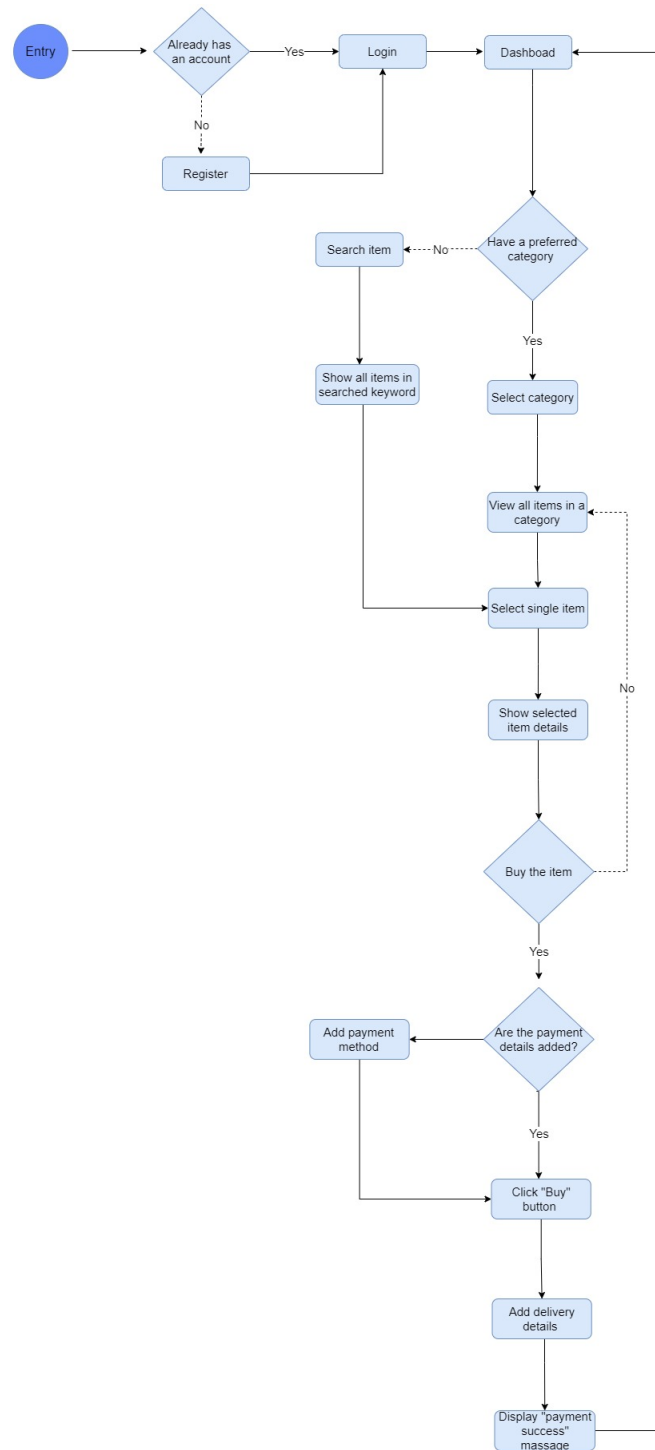 Already has
an account
Entry
Yes
Login
Dashboad
No
Register
Have a preferred
category
No
Search item
Yes
Show all items in
searched keyword
Select category
View all items in a
category
Select single item
No
Show selected
item details
Buy the item
Yes
Add payment
method
Are the payment
details added?
Yes
Click "Buy"
button
Add delivery
details
Display "payment
success"
massage